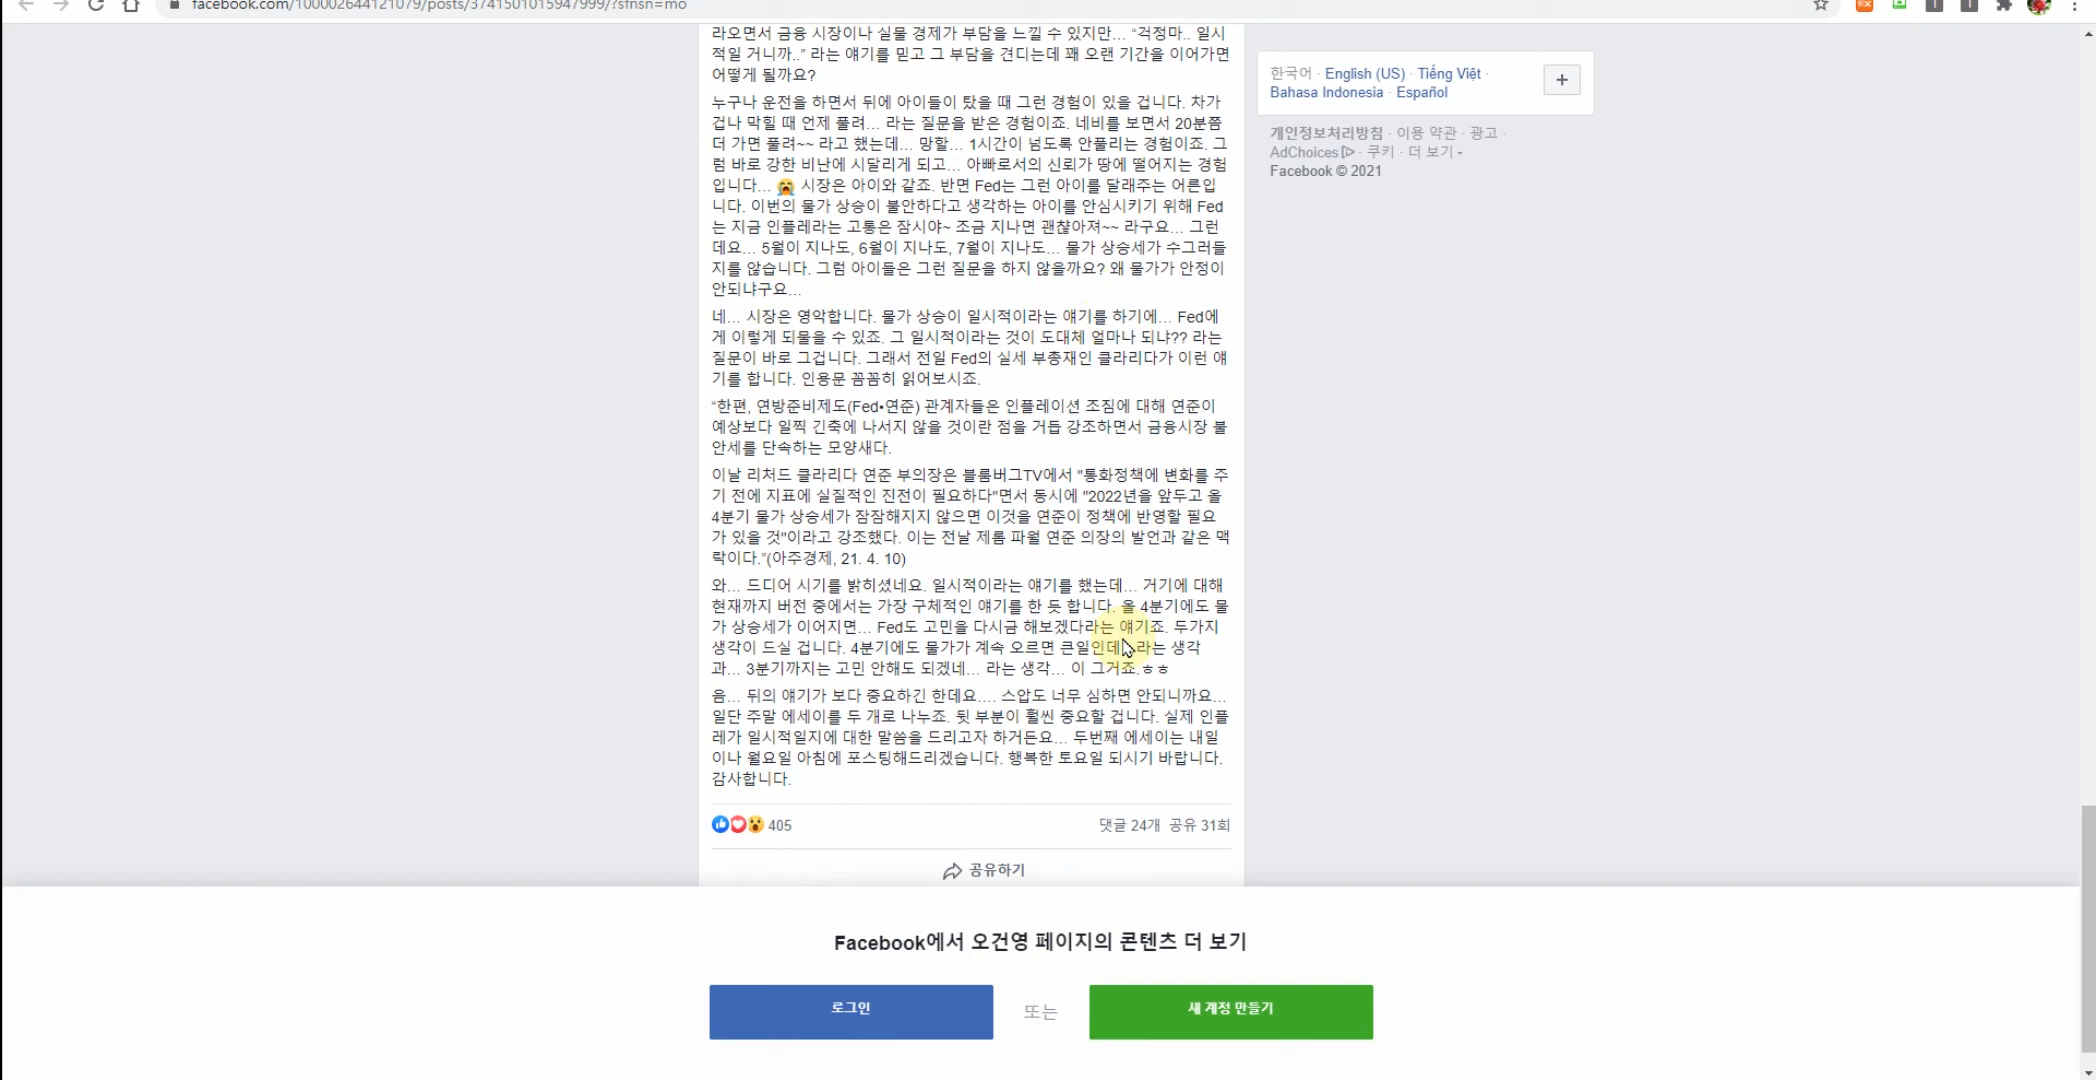 facebook.com/100002644121079/posts/3741501015947999/?sfnsn=mo
라오면서 금융 시장이나 실물 경제가 부담을 느낄 수 있지만… “걱정마.. 일시
적일 거니까..” 라는 얘기를 믿고 그 부담을 견디는데 꽤 오랜 기간을 이어가면
어떻게 될까요?
누구나 운전을 하면서 뒤에 아이들이 탔을 때 그런 경험이 있을 겁니다. 차가
겁나 막힐 때 언제 풀려… 라는 질문을 받은 경험이죠. 네비를 보면서 20분쯤
더 가면 풀려~~ 라고 했는데… 망할… 1시간이 넘도록 안풀리는 경험이죠. 그
럼 바로 강한 비난에 시달리게 되고… 아빠로서의 신뢰가 땅에 떨어지는 경험
입니다… 😭 시장은 아이와 같죠. 반면 Fed는 그런 아이를 달래주는 어른입
니다. 이번의 물가 상승이 불안하다고 생각하는 아이를 안심시키기 위해 Fed
는 지금 인플레라는 고통은 잠시야~ 조금 지나면 괜챦아져~~ 라구요… 그런
데요… 5월이 지나도, 6월이 지나도, 7월이 지나도… 물가 상승세가 수그러들
지를 않습니다. 그럼 아이들은 그런 질문을 하지 않을까요? 왜 물가가 안정이
안되냐구요…
네… 시장은 영악합니다. 물가 상승이 일시적이라는 얘기를 하기에… Fed에
게 이렇게 되물을 수 있죠. 그 일시적이라는 것이 도대체 얼마나 되냐?? 라는
질문이 바로 그겁니다. 그래서 전일 Fed의 실세 부총재인 클라리다가 이런 얘
기를 합니다. 인용문 꼼꼼히 읽어보시죠.
“한편, 연방준비제도(Fed•연준) 관계자들은 인플레이션 조짐에 대해 연준이
예상보다 일찍 긴축에 나서지 않을 것이란 점을 거듭 강조하면서 금융시장 불
안세를 단속하는 모양새다.
이날 리처드 클라리다 연준 부의장은 블룸버그TV에서 "통화정책에 변화를 주
기 전에 지표에 실질적인 진전이 필요하다"면서 동시에 "2022년을 앞두고 올
4분기 물가 상승세가 잠잠해지지 않으면 이것을 연준이 정책에 반영할 필요
가 있을 것"이라고 강조했다. 이는 전날 제롬 파월 연준 의장의 발언과 같은 맥
락이다.”(아주경제, 21. 4. 10)
와… 드디어 시기를 밝히셨네요. 일시적이라는 얘기를 했는데… 거기에 대해
현재까지 버전 중에서는 가장 구체적인 얘기를 한 듯 합니다. 올 4분기에도 물
가 상승세가 이어지면… Fed도 고민을 다시금 해보겠다라는 얘기죠. 두가지
생각이 드실 겁니다. 4분기에도 물가가 계속 오르면 큰일인데 라는 생각
과… 3분기까지는 고민 안해도 되겠네… 라는 생각… 이 그거죠.ㅎㅎ
음… 뒤의 얘기가 보다 중요하긴 한데요…. 스압도 너무 심하면 안되니까요…
일단 주말 에세이를 두 개로 나누죠. 뒷 부분이 훨씬 중요할 겁니다. 실제 인플
레가 일시적일지에 대한 말씀을 드리고자 하거든요… 두번째 에세이는 내일
이나 월요일 아침에 포스팅해드리겠습니다. 행복한 토요일 되시기 바랍니다.
감사합니다.
405
댓글 24개 공유 31회
공유하기
한국어 · English (US) · Tiếng Việt ·
Bahasa Indonesia · Español
+
개인정보처리방침 · 이용 약관 · 광고 ·
AdChoices · 쿠키 · 더 보기
Facebook © 2021
Facebook에서 오건영 페이지의 콘텐츠 더 보기
로그인
또는
새 계정 만들기